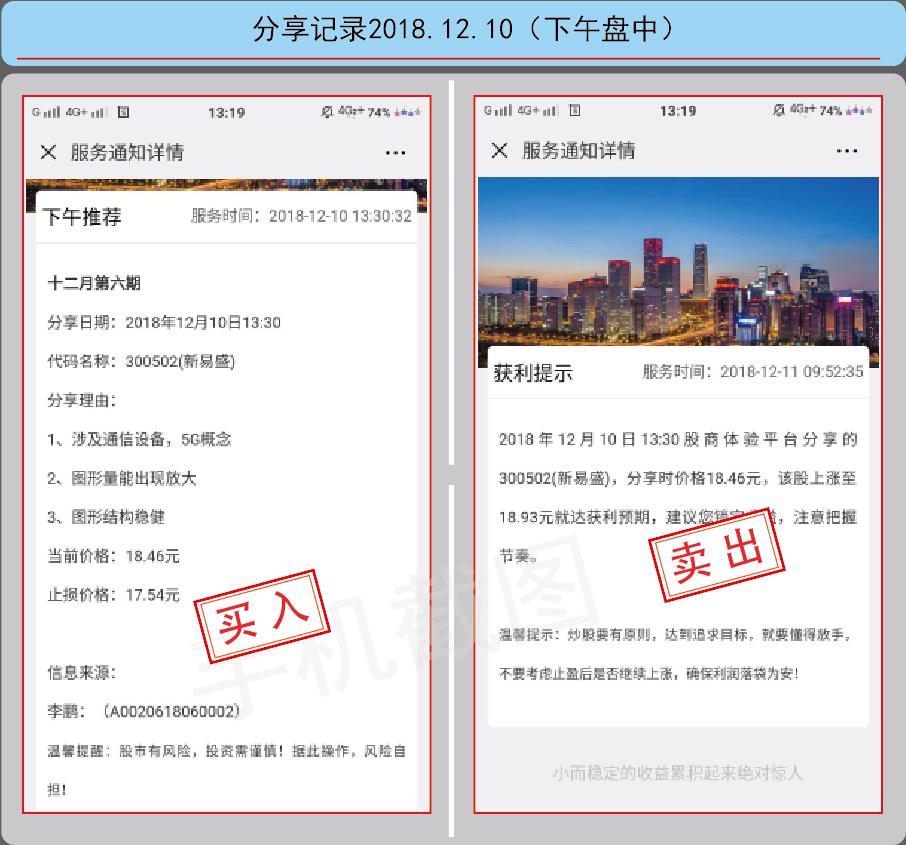 分享记录2018.12.10（下午盘中）
G 4G+ 13:19 4G2+ 74%
服务通知详情
下午推荐 服务时间：2018-12-10 13:30:32
十二月第六期
分享日期：2018年12月10日13:30
代码名称：300502(新易盛)
分享理由：
1、涉及通信设备，5G概念
2、图形量能出现放大
3、图形结构稳健
当前价格：18.46元
止损价格：17.54元
买入
信息来源：
李鹏：（A0020618060002）
温馨提醒：股市有风险，投资需谨慎！据此操作，风险自
担！
G 4G+ 13:19 4G2+ 74%
服务通知详情
获利提示 服务时间：2018-12-11 09:52:35
2018年12月10日13:30股商体验平台分享的
300502(新易盛)，分享时价格18.46元，该股上涨至
18.93元就达获利预期，建议您锁定，注意把握
节奏。
卖出
温馨提示：炒股要有原则，达到追求目标，就要懂得放手，
不要考虑止盈后是否继续上涨，确保利润落袋为安！
小而稳定的收益累积起来绝对惊人
手机截图